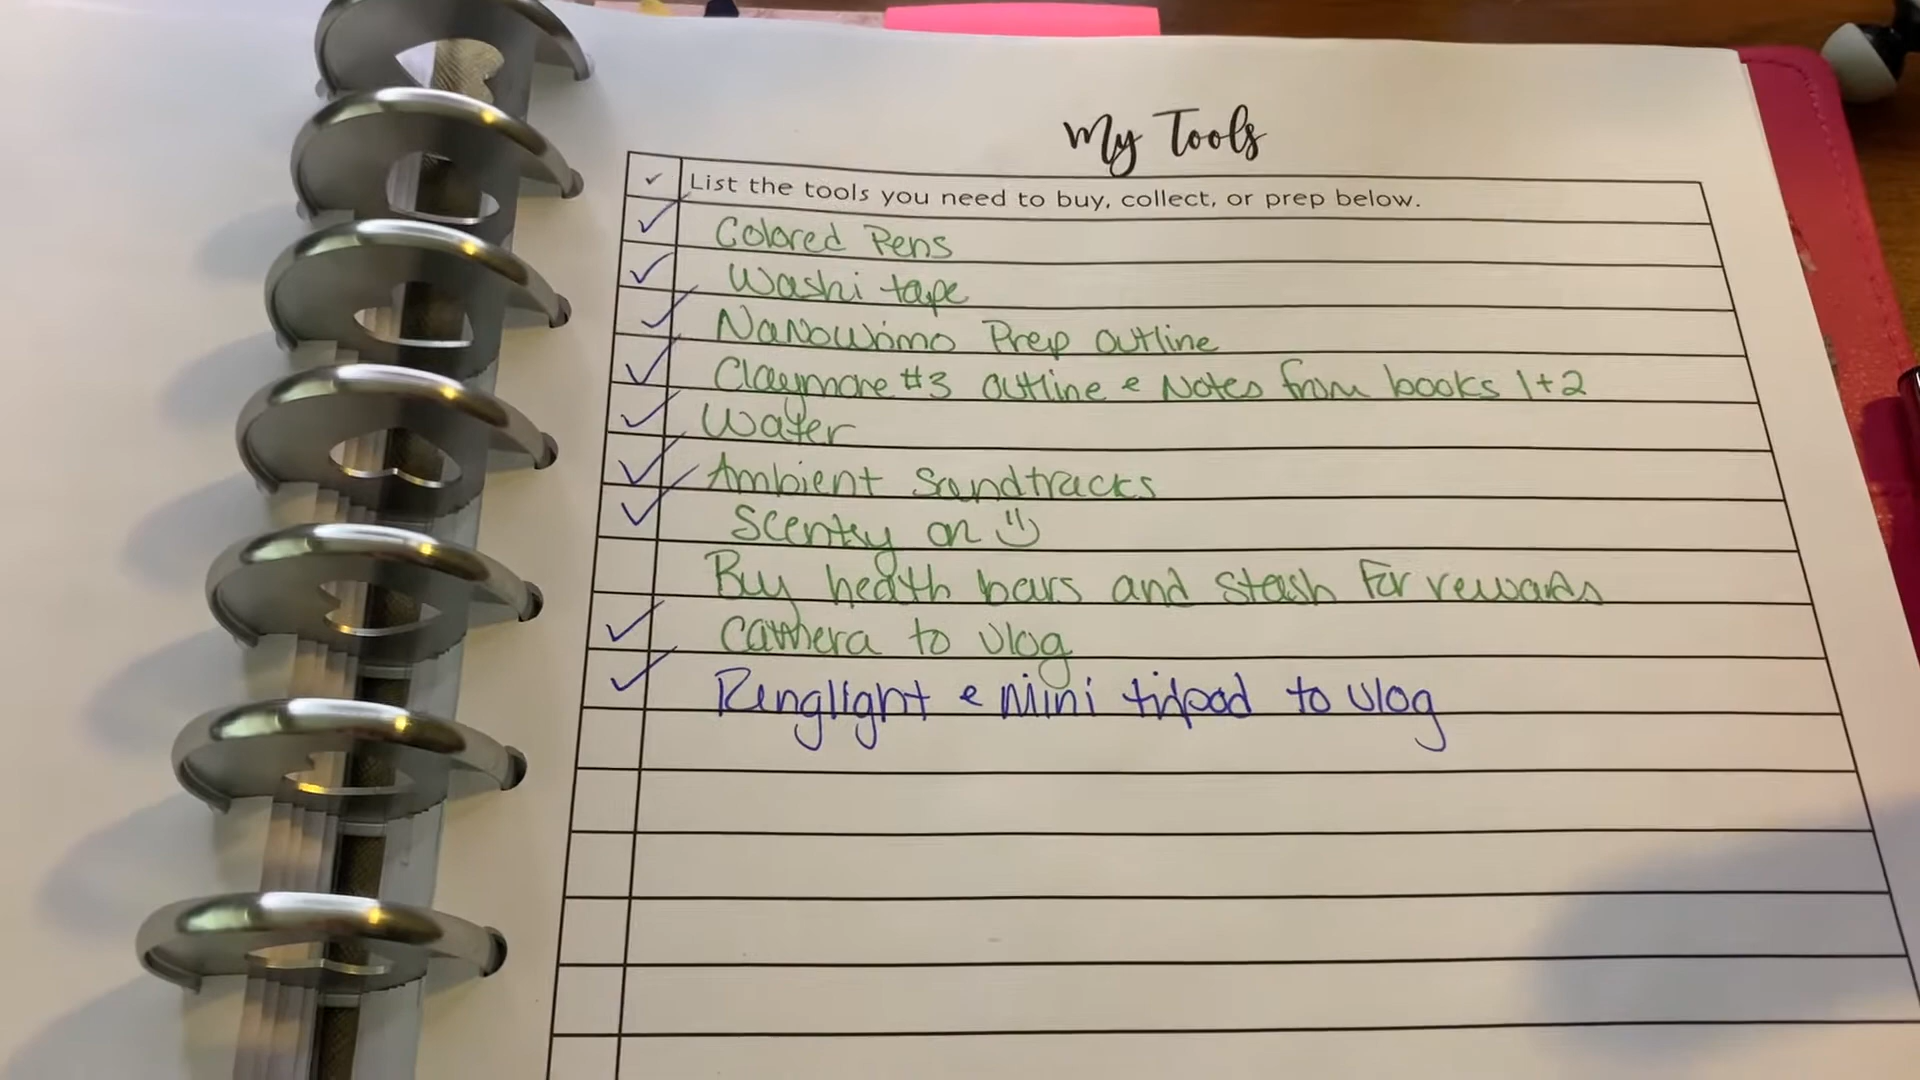 My Tools
✓ List the tools you need to buy, collect, or prep below.
✓ Colored Pens
✓ Washi tape
✓ NaNoWrimo Prep outline
✓ Claymore #3 outline & Notes from books 1+2
✓ Water
✓ Ambient Soundtracks
✓ Scentsy on
Buy heath bars and stash for rewards
✓ Camera to vlog
✓ Ringlight & Mini tripod to vlog